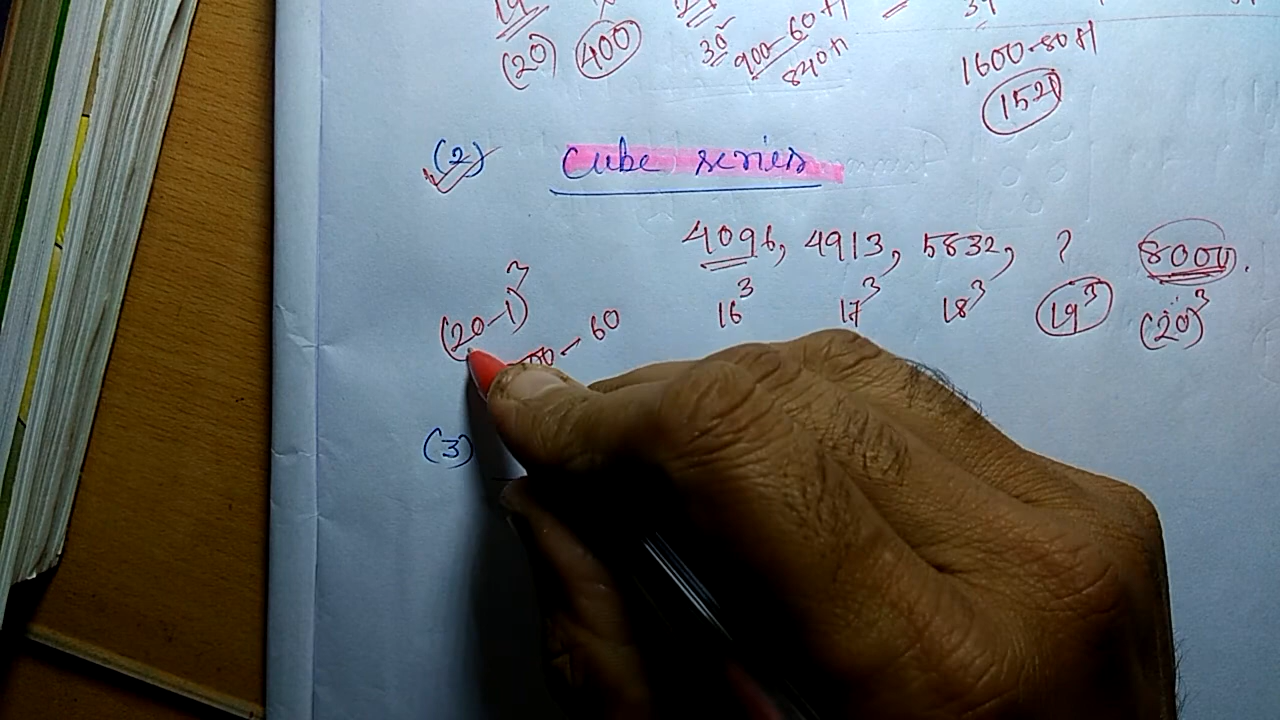 (20) 400 30 900-60+1
840+1
1600-80+1
1521
(2) Cube series
4096, 4913, 5832, ? 8000.
16³ 17³ 18³ 19³ (20)³
(20-1)³
- 60
(3)